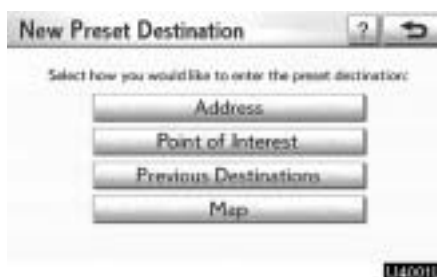 New Preset Destination ?
Select how you would like to enter the preset destination:
Address
Point of Interest
Previous Destinations
Map